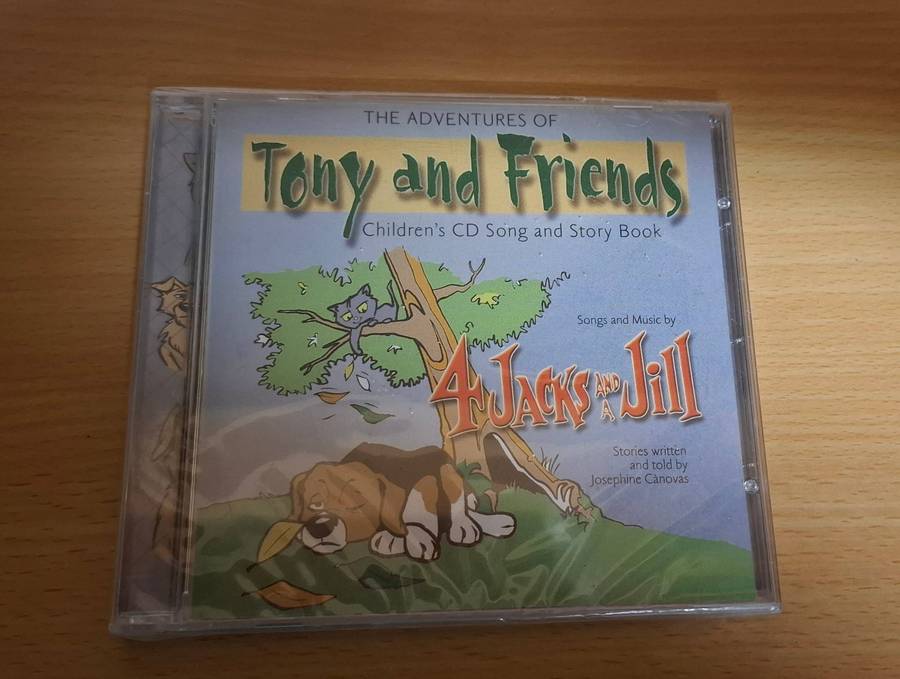 THE ADVENTURES OF
Tony and Friends
Children's CD Song and Story Book
Songs and Music by
4 JACKS AND A Jill
Stories written
and told by
Josephine Cànovas